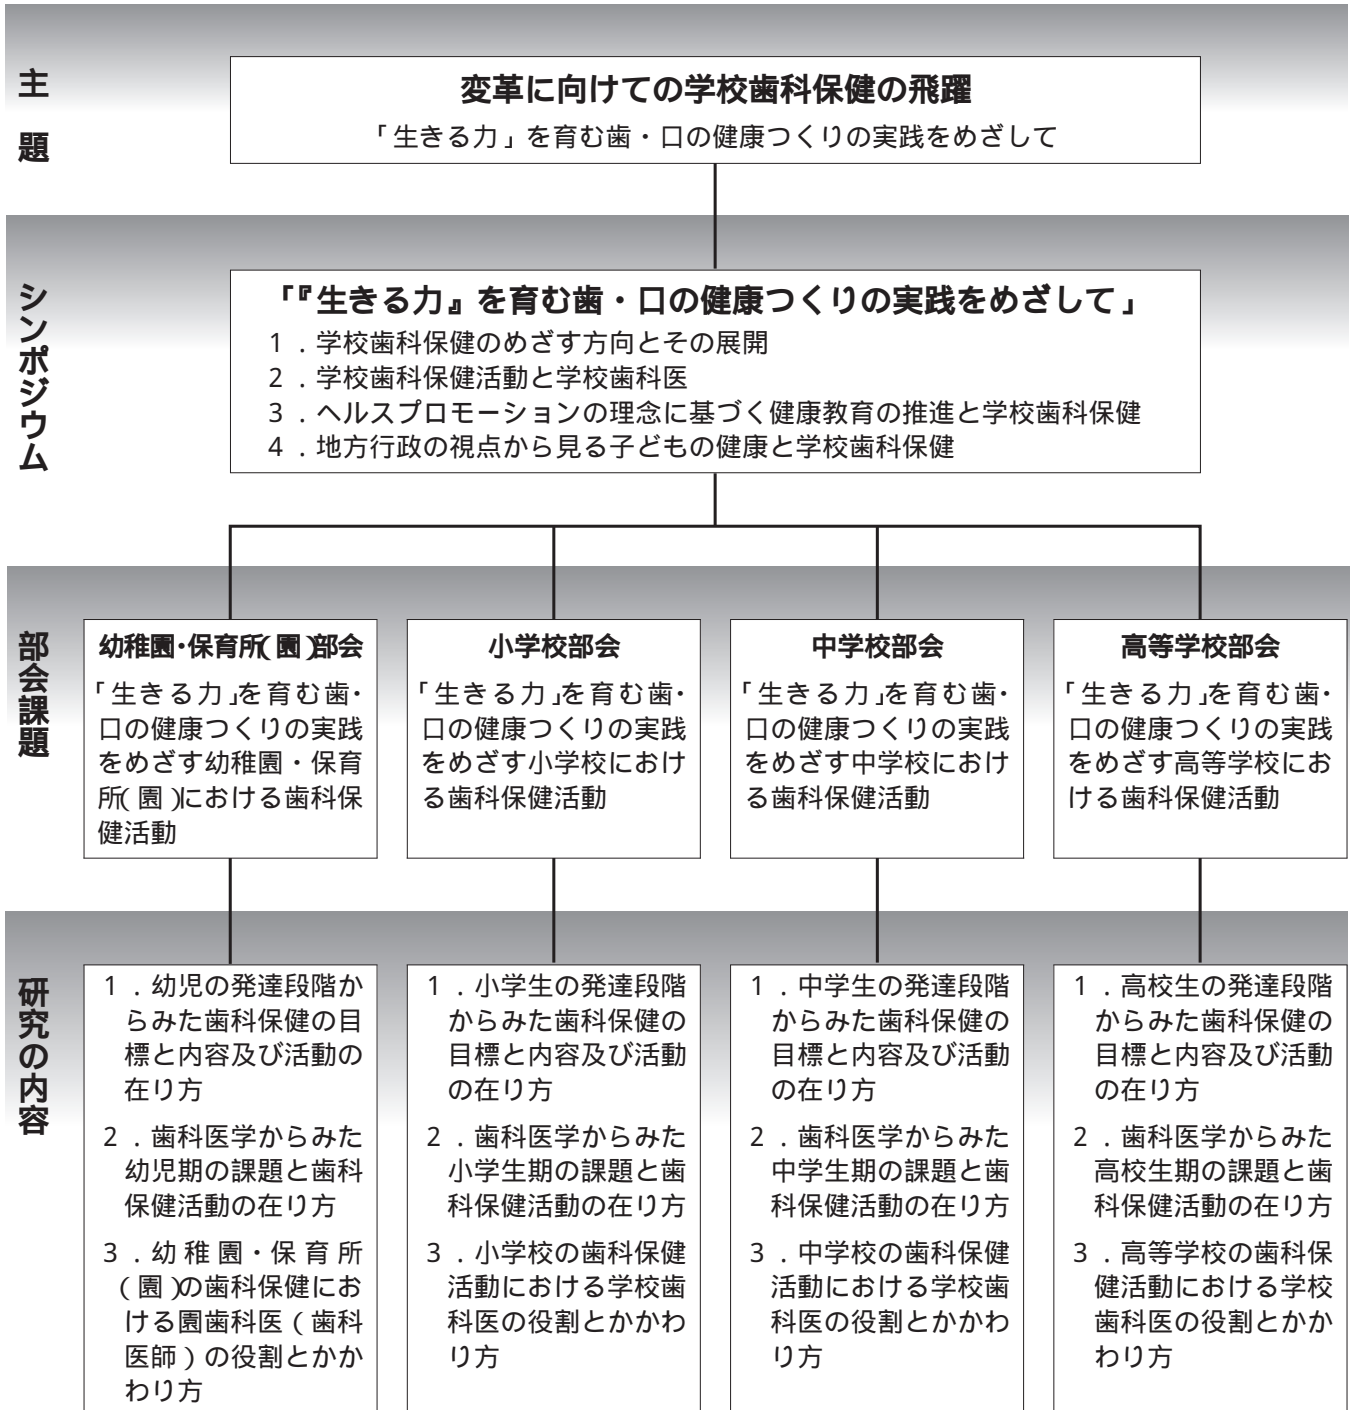 主題
変革に向けての学校歯科保健の飛躍
「生きる力」を育む歯・口の健康つくりの実践をめざして
シンポジウム
「『生きる力』を育む歯・口の健康つくりの実践をめざして」
1．学校歯科保健のめざす方向とその展開
2．学校歯科保健活動と学校歯科医
3．ヘルスプロモーションの理念に基づく健康教育の推進と学校歯科保健
4．地方行政の視点から見る子どもの健康と学校歯科保健
部会課題
幼稚園・保育所(園)部会
「生きる力」を育む歯・
口の健康つくりの実践
をめざす幼稚園・保育
所(園)における歯科保
健活動
小学校部会
「生きる力」を育む歯・
口の健康つくりの実践
をめざす小学校におけ
る歯科保健活動
中学校部会
「生きる力」を育む歯・
口の健康つくりの実践
をめざす中学校におけ
る歯科保健活動
高等学校部会
「生きる力」を育む歯・
口の健康つくりの実践
をめざす高等学校にお
ける歯科保健活動
研究の内容
1．幼児の発達段階か
らみた歯科保健の目
標と内容及び活動の
在り方
2．歯科医学からみた
幼児期の課題と歯科
保健活動の在り方
3．幼稚園・保育所
(園)の歯科保健にお
ける園歯科医(歯科
医師)の役割とかか
わり方
1．小学生の発達段階
からみた歯科保健の
目標と内容及び活動
の在り方
2．歯科医学からみた
小学生期の課題と歯
科保健活動の在り方
3．小学校の歯科保健
活動における学校歯
科医の役割とかかわ
り方
1．中学生の発達段階
からみた歯科保健の
目標と内容及び活動
の在り方
2．歯科医学からみた
中学生期の課題と歯
科保健活動の在り方
3．中学校の歯科保健
活動における学校歯
科医の役割とかかわ
り方
1．高校生の発達段階
からみた歯科保健の
目標と内容及び活動
の在り方
2．歯科医学からみた
高校生期の課題と歯
科保健活動の在り方
3．高等学校の歯科保
健活動における学校
歯科医の役割とかか
わり方